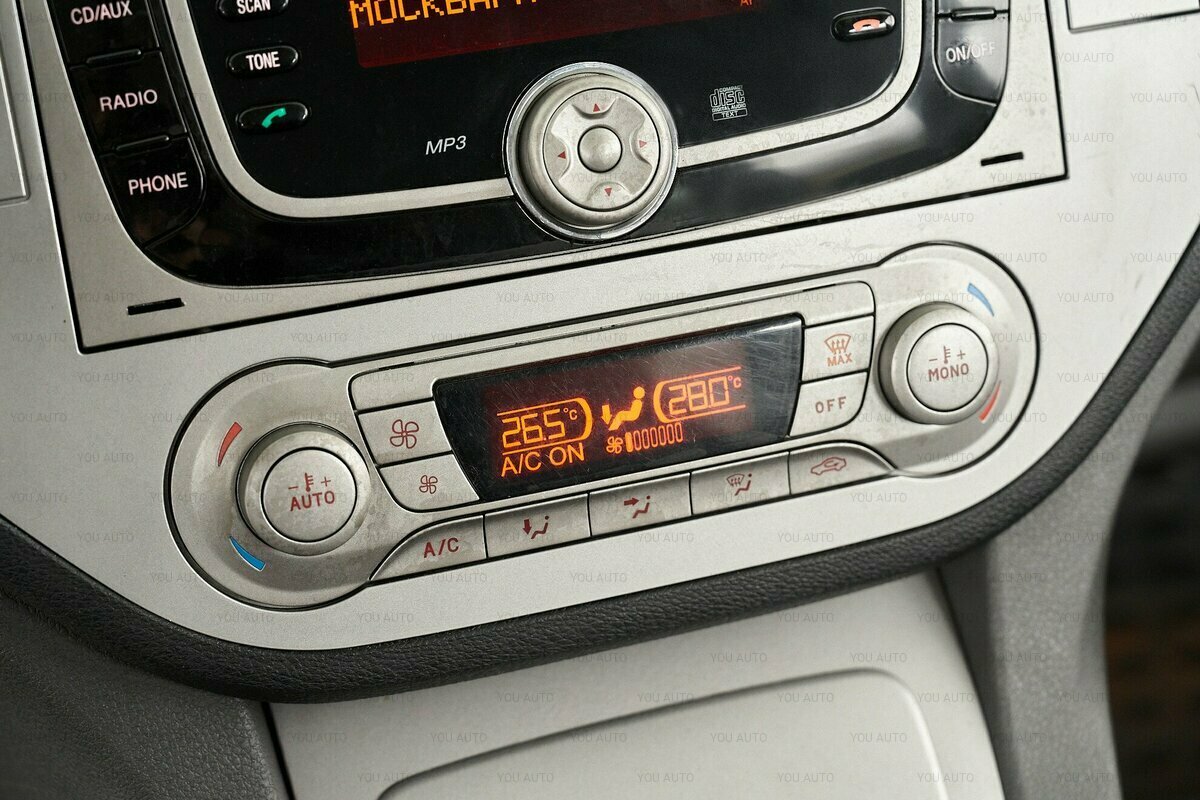 CD/AUX
SCAN
RADIO
TONE
PHONE
MP3
COMPACT
disc
DIGITAL AUDIO
TEXT
AF
ON/OFF
MAX
OFF
- +
MONO
26.5°C
28.0°C
A/C ON
- +
AUTO
A/C
YOU AUTO